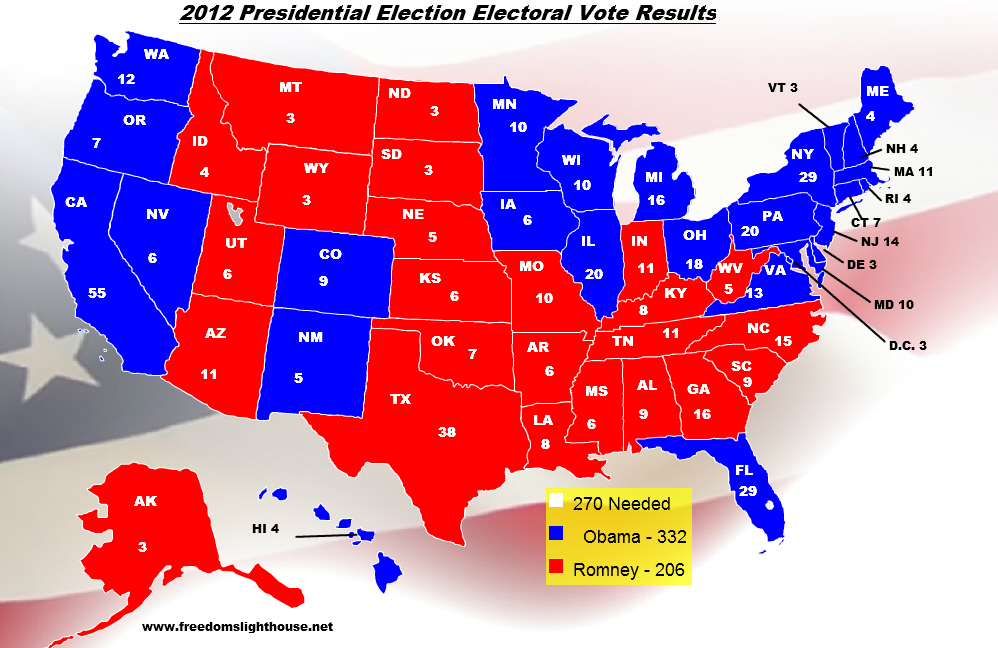 2012 Presidential Election Electoral Vote Results
WA
12
OR
7
CA
55
NV
6
ID
4
MT
3
WY
3
UT
6
AZ
11
CO
9
NM
5
ND
3
SD
3
NE
5
KS
6
OK
7
TX
38
MN
10
IA
6
MO
10
AR
6
LA
8
WI
10
IL
20
MI
16
IN
11
OH
18
KY
8
TN
11
MS
6
AL
9
GA
16
FL
29
SC
9
NC
15
VA
13
WV
5
PA
20
NY
29
VT 3
ME
4
NH 4
MA 11
RI 4
CT 7
NJ 14
DE 3
MD 10
D.C. 3
AK
3
HI 4
270 Needed
Obama - 332
Romney - 206
www.freedomslighthouse.net